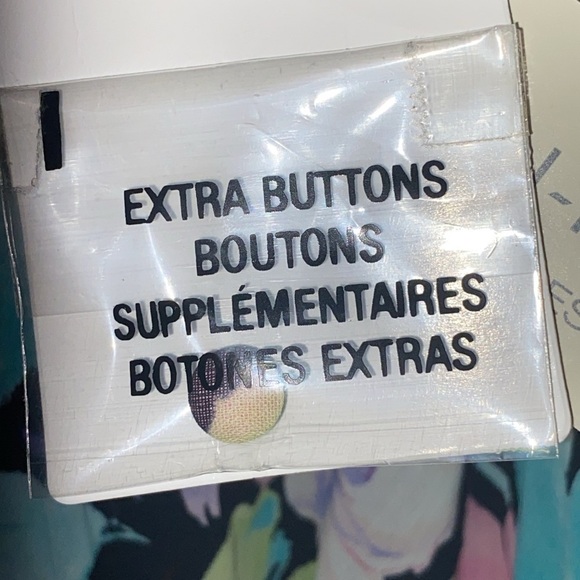 EXTRA BUTTONS
BOUTONS
SUPPLÉMENTAIRES
BOTONES EXTRAS